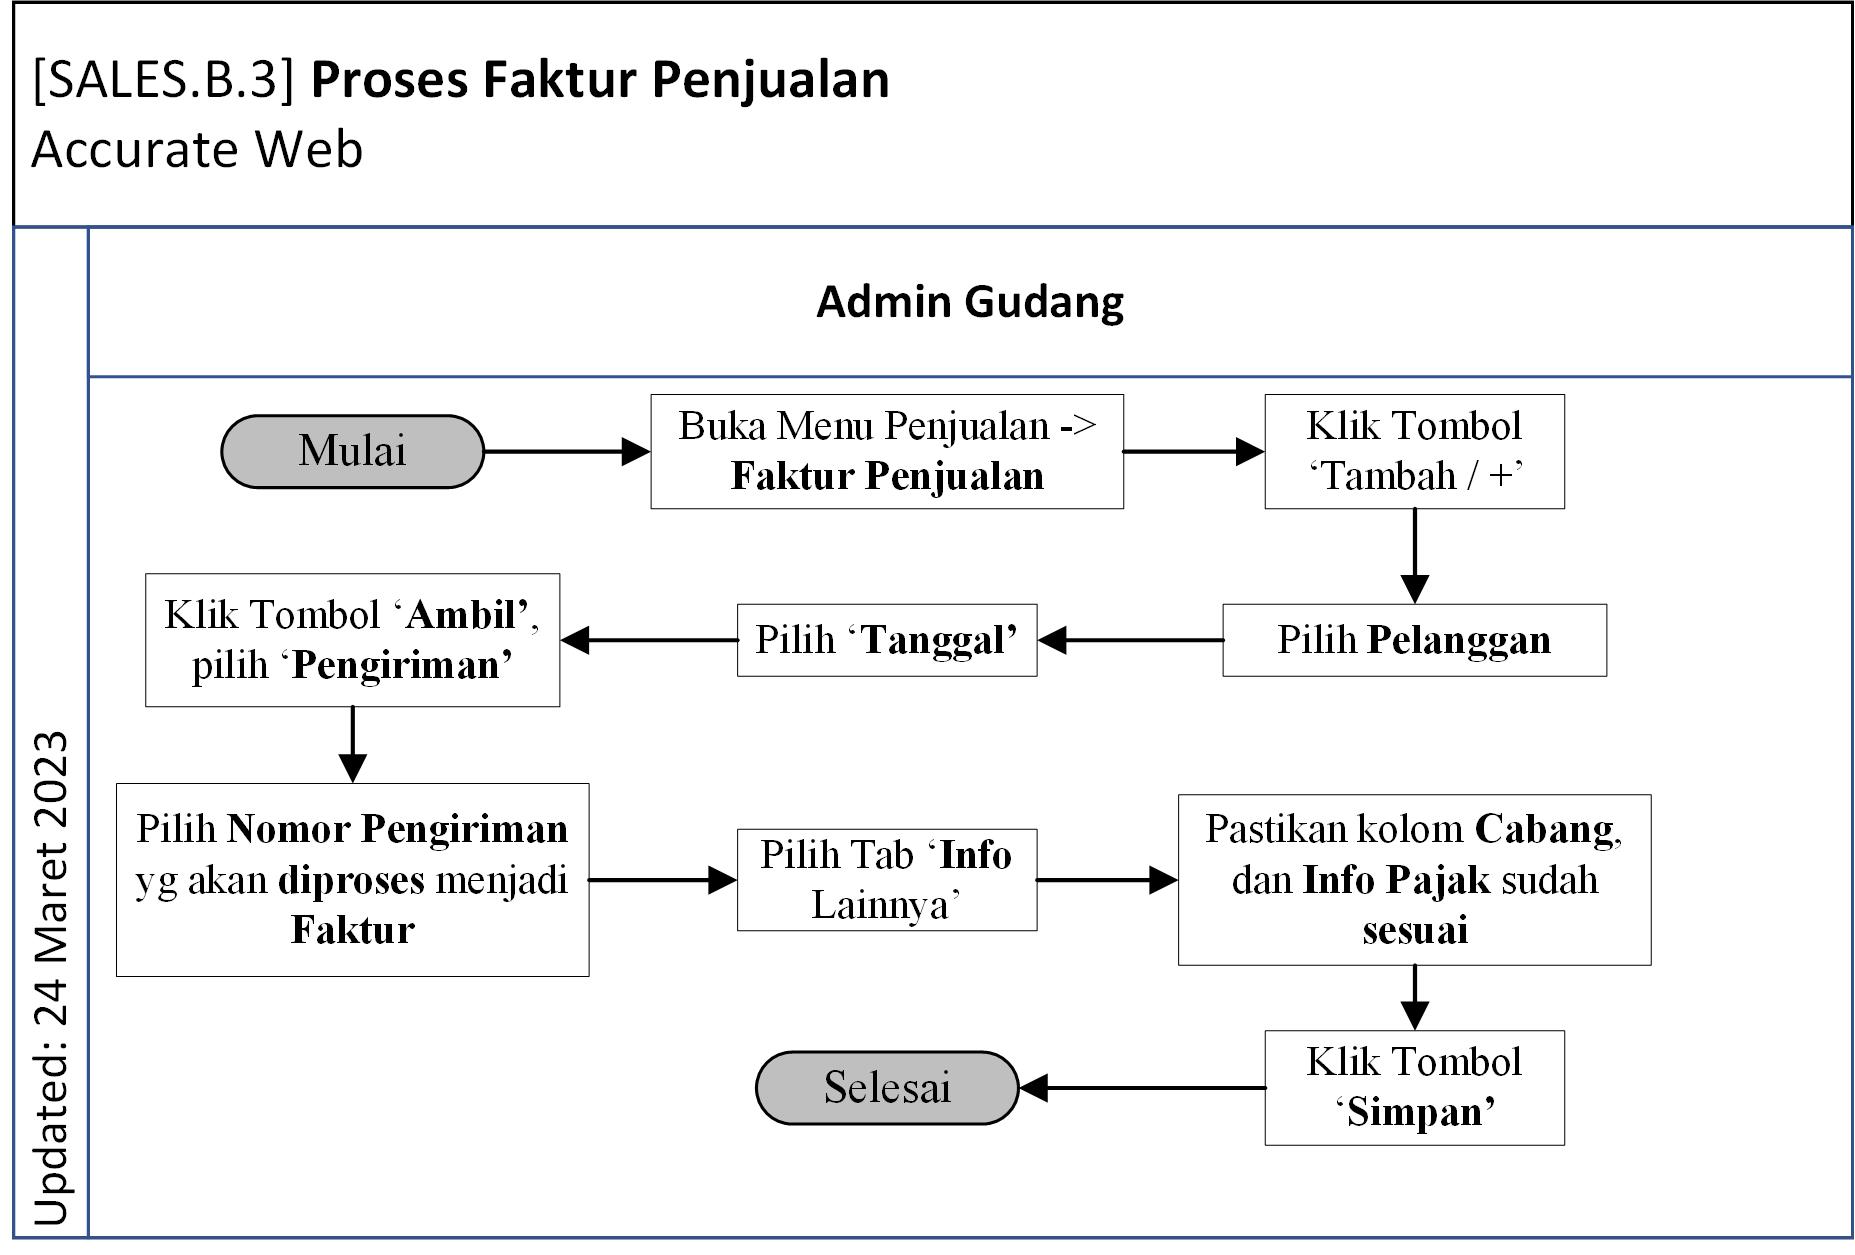 [SALES.B.3] Proses Faktur Penjualan
Accurate Web
Updated: 24 Maret 2023
Admin Gudang
Mulai
Buka Menu Penjualan ->
Faktur Penjualan
Klik Tombol
‘Tambah / +’
Pilih Pelanggan
Pilih ‘Tanggal’
Klik Tombol ‘Ambil’,
pilih ‘Pengiriman’
Pilih Nomor Pengiriman
yg akan diproses menjadi
Faktur
Pilih Tab ‘Info
Lainnya’
Pastikan kolom Cabang,
dan Info Pajak sudah
sesuai
Klik Tombol
‘Simpan’
Selesai